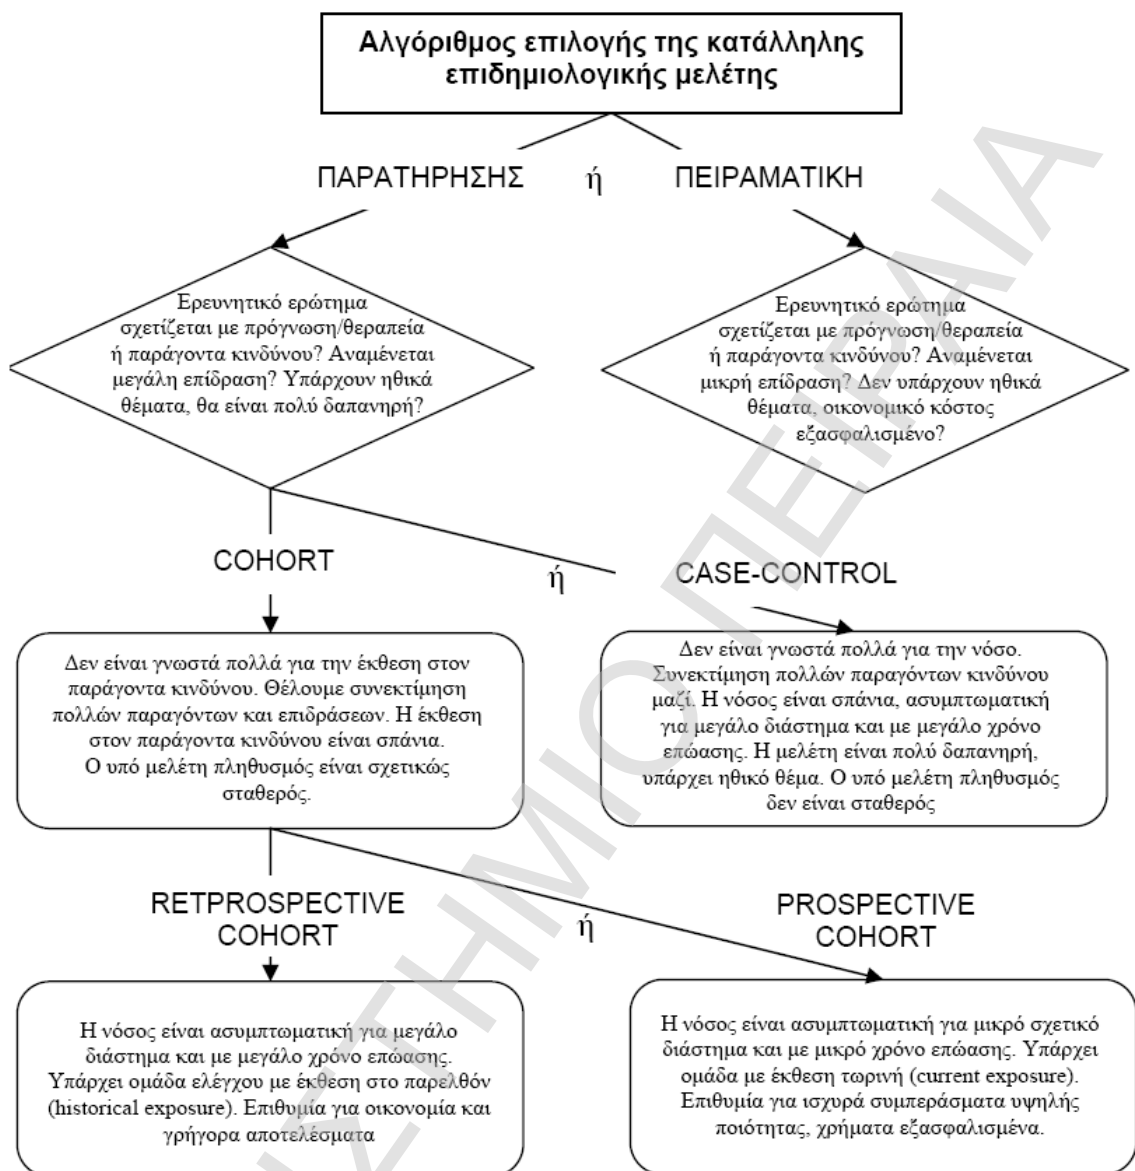 Αλγόριθμος επιλογής της κατάλληλης
επιδημιολογικής μελέτης
ΠΑΡΑΤΗΡΗΣΗΣ ή ΠΕΙΡΑΜΑΤΙΚΗ
Ερευνητικό ερώτημα
σχετίζεται με πρόγνωση/θεραπεία
ή παράγοντα κινδύνου? Αναμένεται
μεγάλη επίδραση? Υπάρχουν ηθικά
θέματα, θα είναι πολύ δαπανηρή?
Ερευνητικό ερώτημα
σχετίζεται με πρόγνωση/θεραπεία
ή παράγοντα κινδύνου? Αναμένεται
μικρή επίδραση? Δεν υπάρχουν ηθικά
θέματα, οικονομικό κόστος
εξασφαλισμένο?
COHORT ή CASE-CONTROL
Δεν είναι γνωστά πολλά για την έκθεση στον
παράγοντα κινδύνου. Θέλουμε συνεκτίμηση
πολλών παραγόντων και επιδράσεων. Η έκθεση
στον παράγοντα κινδύνου είναι σπάνια.
Ο υπό μελέτη πληθυσμός είναι σχετικώς
σταθερός.
Δεν είναι γνωστά πολλά για την νόσο.
Συνεκτίμηση πολλών παραγόντων κινδύνου
μαζί. Η νόσος είναι σπάνια, ασυμπτωματική
για μεγάλο διάστημα και με μεγάλο χρόνο
επώασης. Η μελέτη είναι πολύ δαπανηρή,
υπάρχει ηθικό θέμα. Ο υπό μελέτη πληθυσμός
δεν είναι σταθερός
RETPROSPECTIVE
COHORT
ή
PROSPECTIVE
COHORT
Η νόσος είναι ασυμπτωματική για μεγάλο
διάστημα και με μεγάλο χρόνο επώασης.
Υπάρχει ομάδα ελέγχου με έκθεση στο παρελθόν
(historical exposure). Επιθυμία για οικονομία και
γρήγορα αποτελέσματα
Η νόσος είναι ασυμπτωματική για μικρό σχετικό
διάστημα και με μικρό χρόνο επώασης. Υπάρχει
ομάδα με έκθεση τωρινή (current exposure).
Επιθυμία για ισχυρά συμπεράσματα υψηλής
ποιότητας, χρήματα εξασφαλισμένα.
ΣΤΗΜΙΟ ΠΕΙΡΑΙΑ